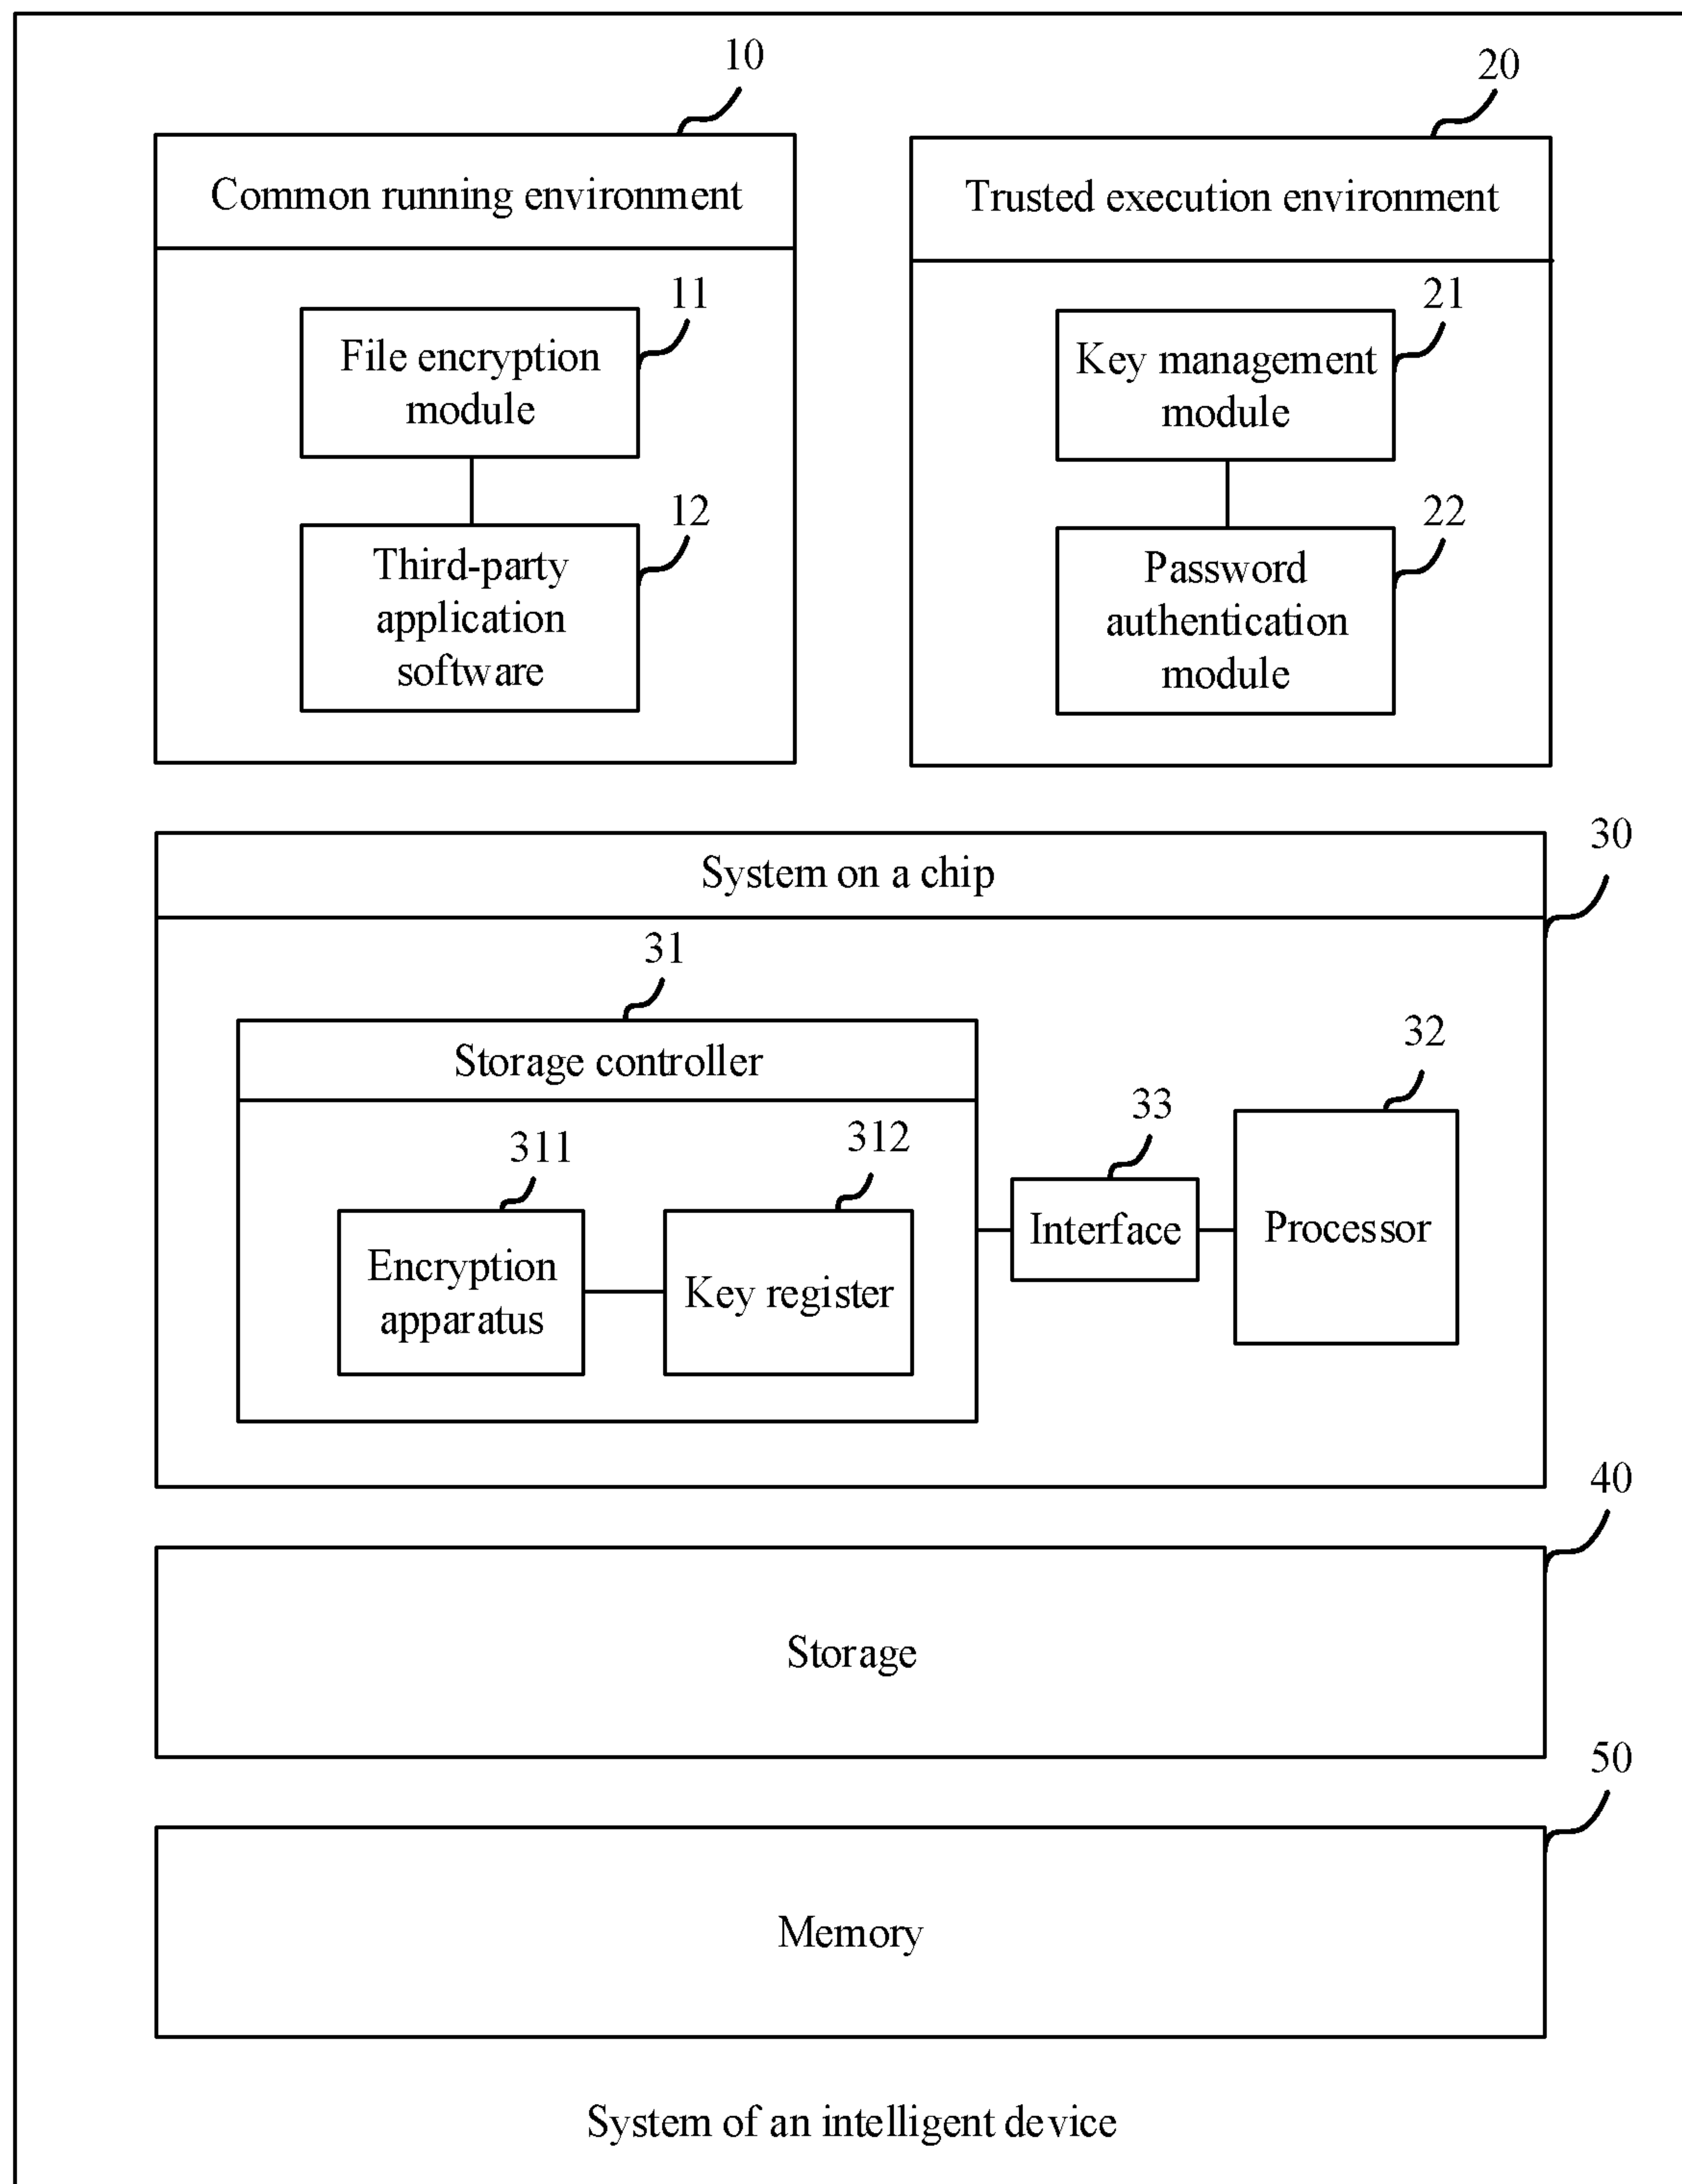 10
20
Common running environment
Trusted execution environment
11
21
File encryption
module
Key management
module
12
22
Third-party
application
software
Password
authentication
module
30
System on a chip
31
Storage controller
32
33
311
312
Encryption
apparatus
Key register
Interface
Processor
40
Storage
50
Memory
System of an intelligent device